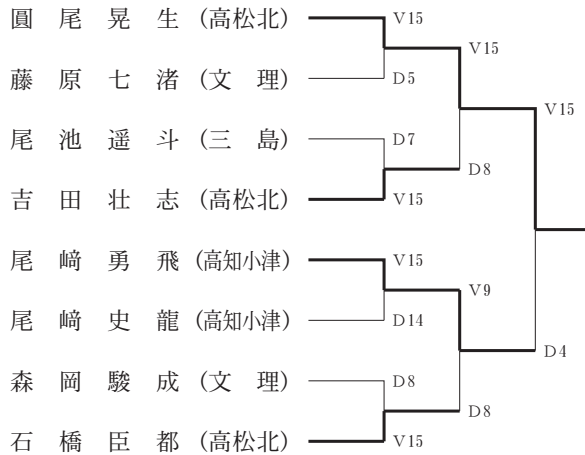 圓尾晃生（高松北） V15
V15
藤原七渚（文理） D5
V15
尾池遥斗（三島） D7
D8
吉田壮志（高松北） V15
尾﨑勇飛（高知小津） V15
V9
尾﨑史龍（高知小津） D14
D4
森岡駿成（文理） D8
D8
石橋臣都（高松北） V15